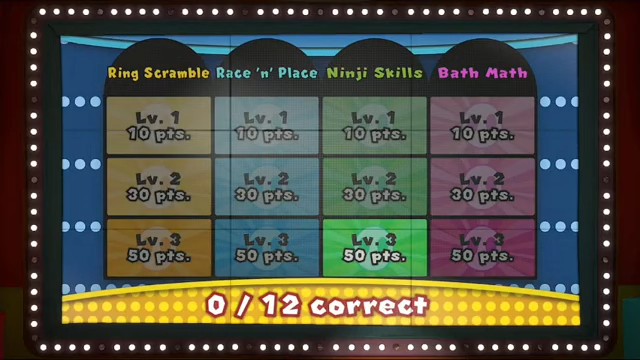 Ring Scramble Race 'n' Place Ninji Skills Bath Math
Lv. 1 Lv. 1 Lv. 1 Lv. 1
10 pts. 10 pts. 10 pts. 10 pts.
Lv. 2 Lv. 2 Lv. 2 Lv. 2
30 pts. 30 pts. 30 pts. 30 pts.
Lv. 3 Lv. 3 Lv. 3 Lv. 3
50 pts. 50 pts. 50 pts. 50 pts.
0 / 12 correct